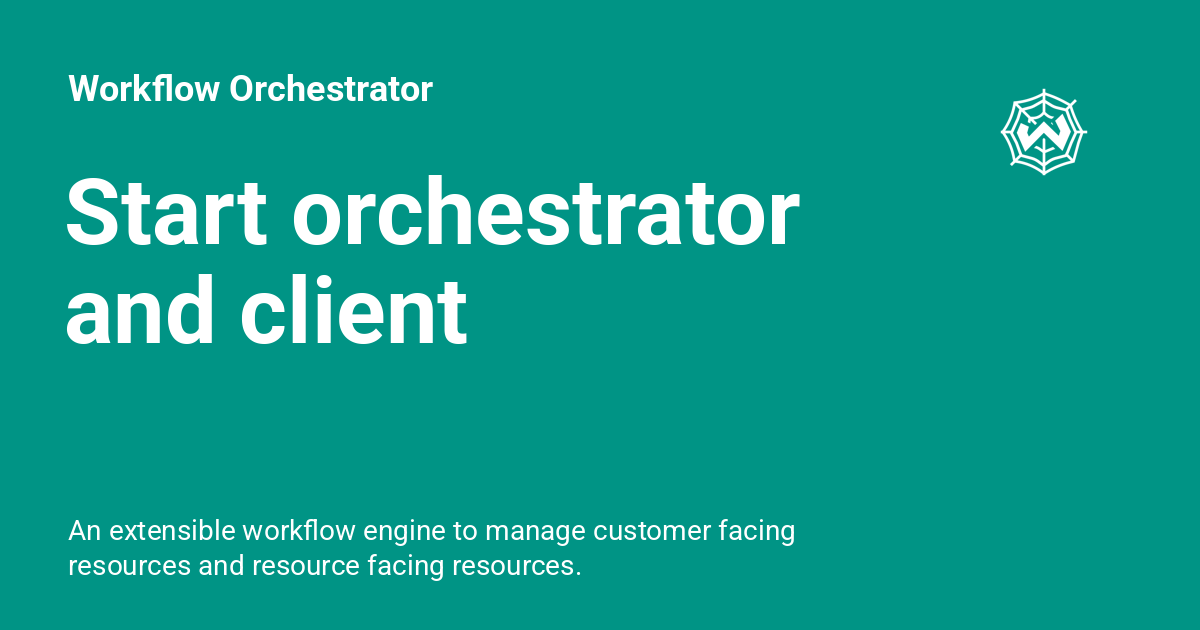 Workflow Orchestrator
Start orchestrator
and client
An extensible workflow engine to manage customer facing
resources and resource facing resources.